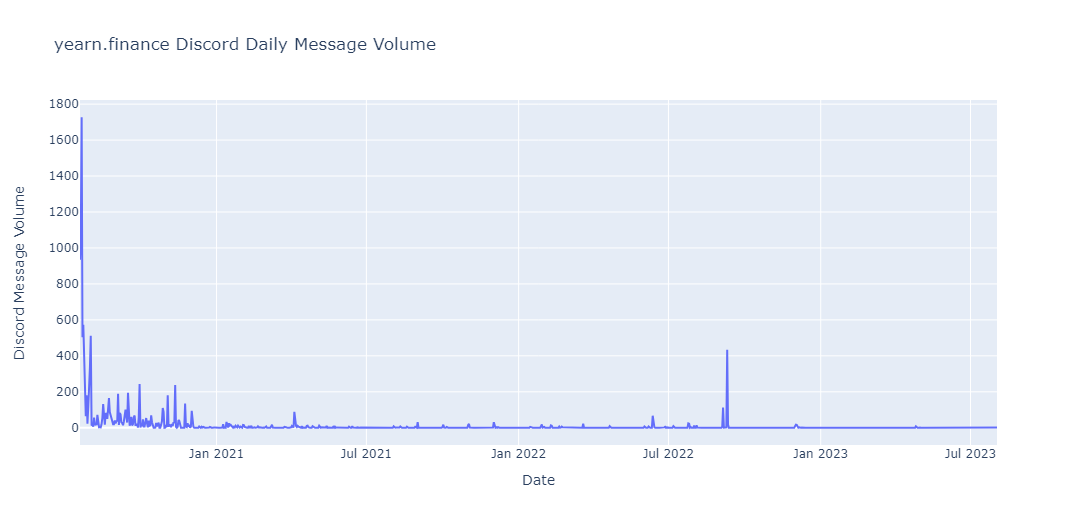 yearn.finance Discord Daily Message Volume
1800
1600
1400
1200
1000
800
600
400
200
0
Discord Message Volume
Jan 2021
Jul 2021
Jan 2022
Jul 2022
Jan 2023
Jul 2023
Date